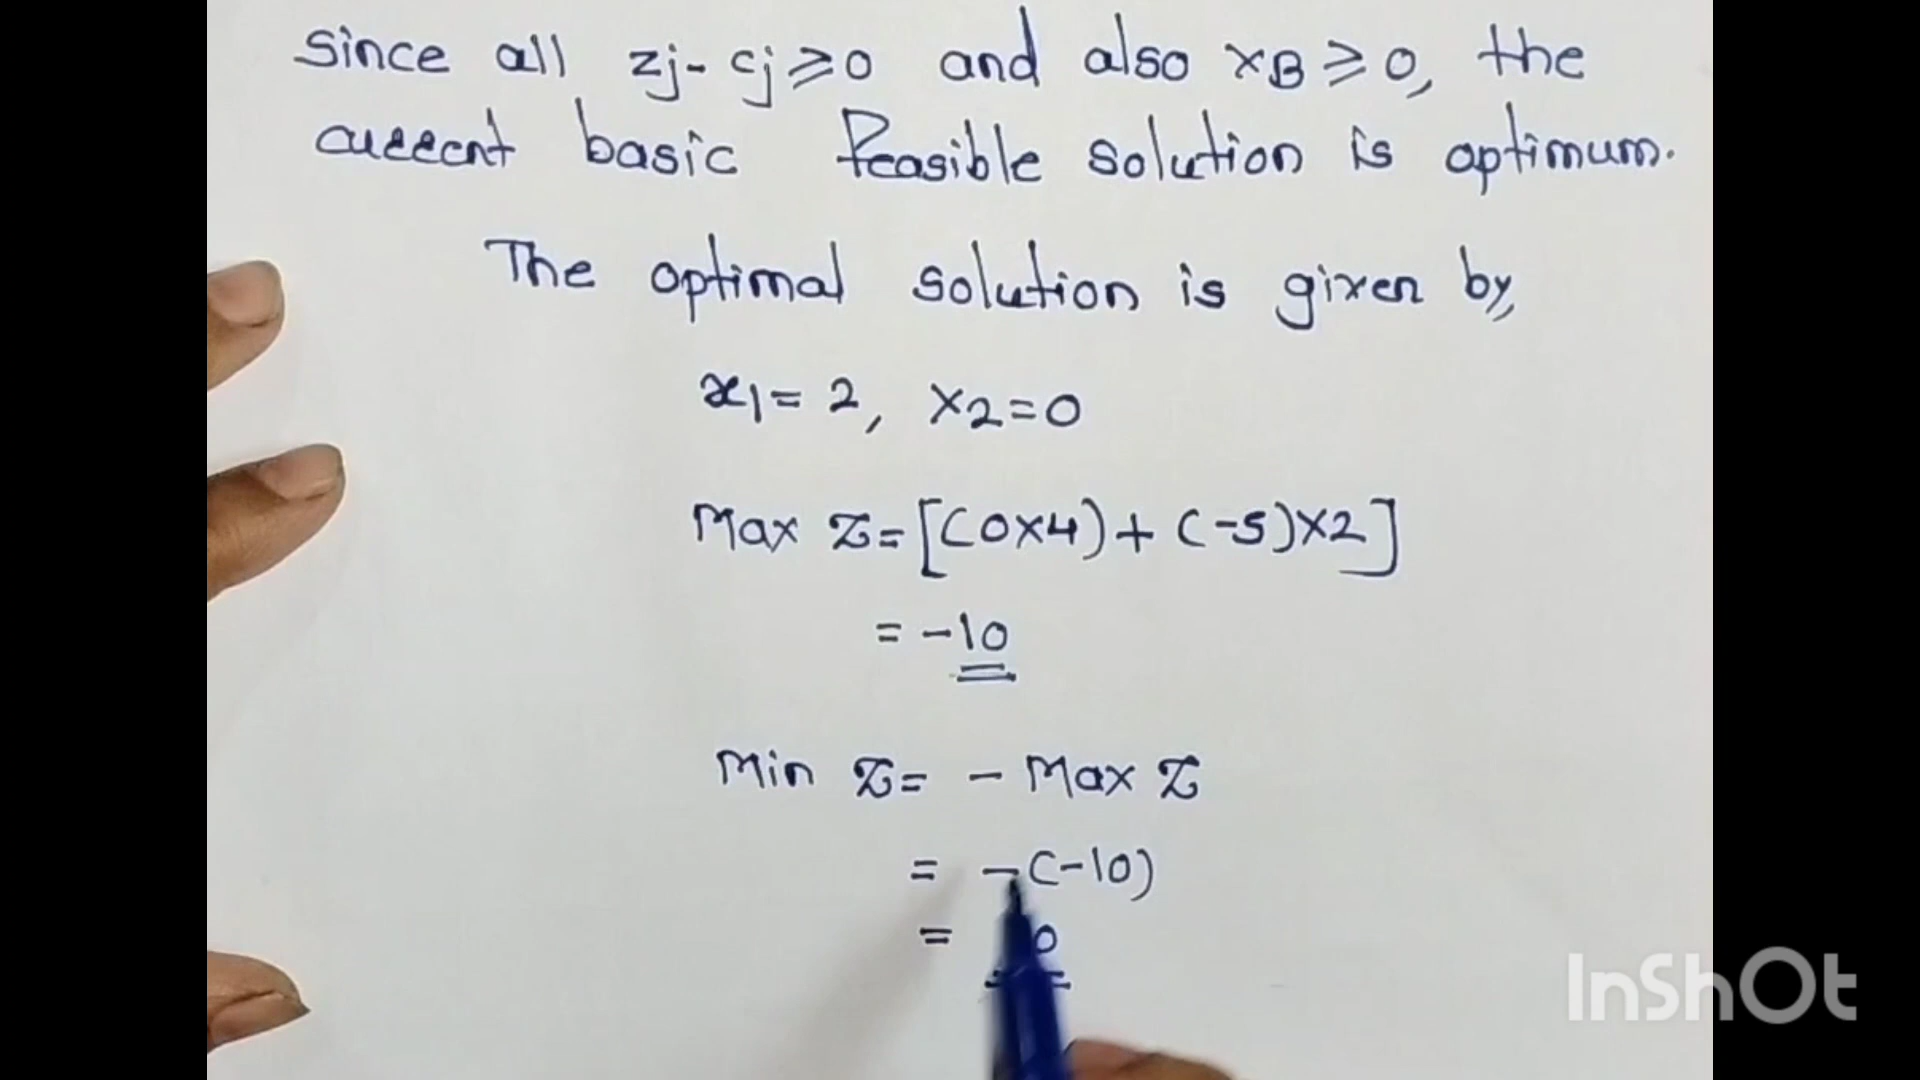 Since all zj - cj ⩾ 0 and also xB ⩾ 0, the
current basic feasible solution is optimum.
The optimal solution is given by,
x1 = 2, x2 = 0
Max Z = [(0×4) + (-5)×2]
= -10
Min Z = - Max Z
= -(-10)
=
InShOt